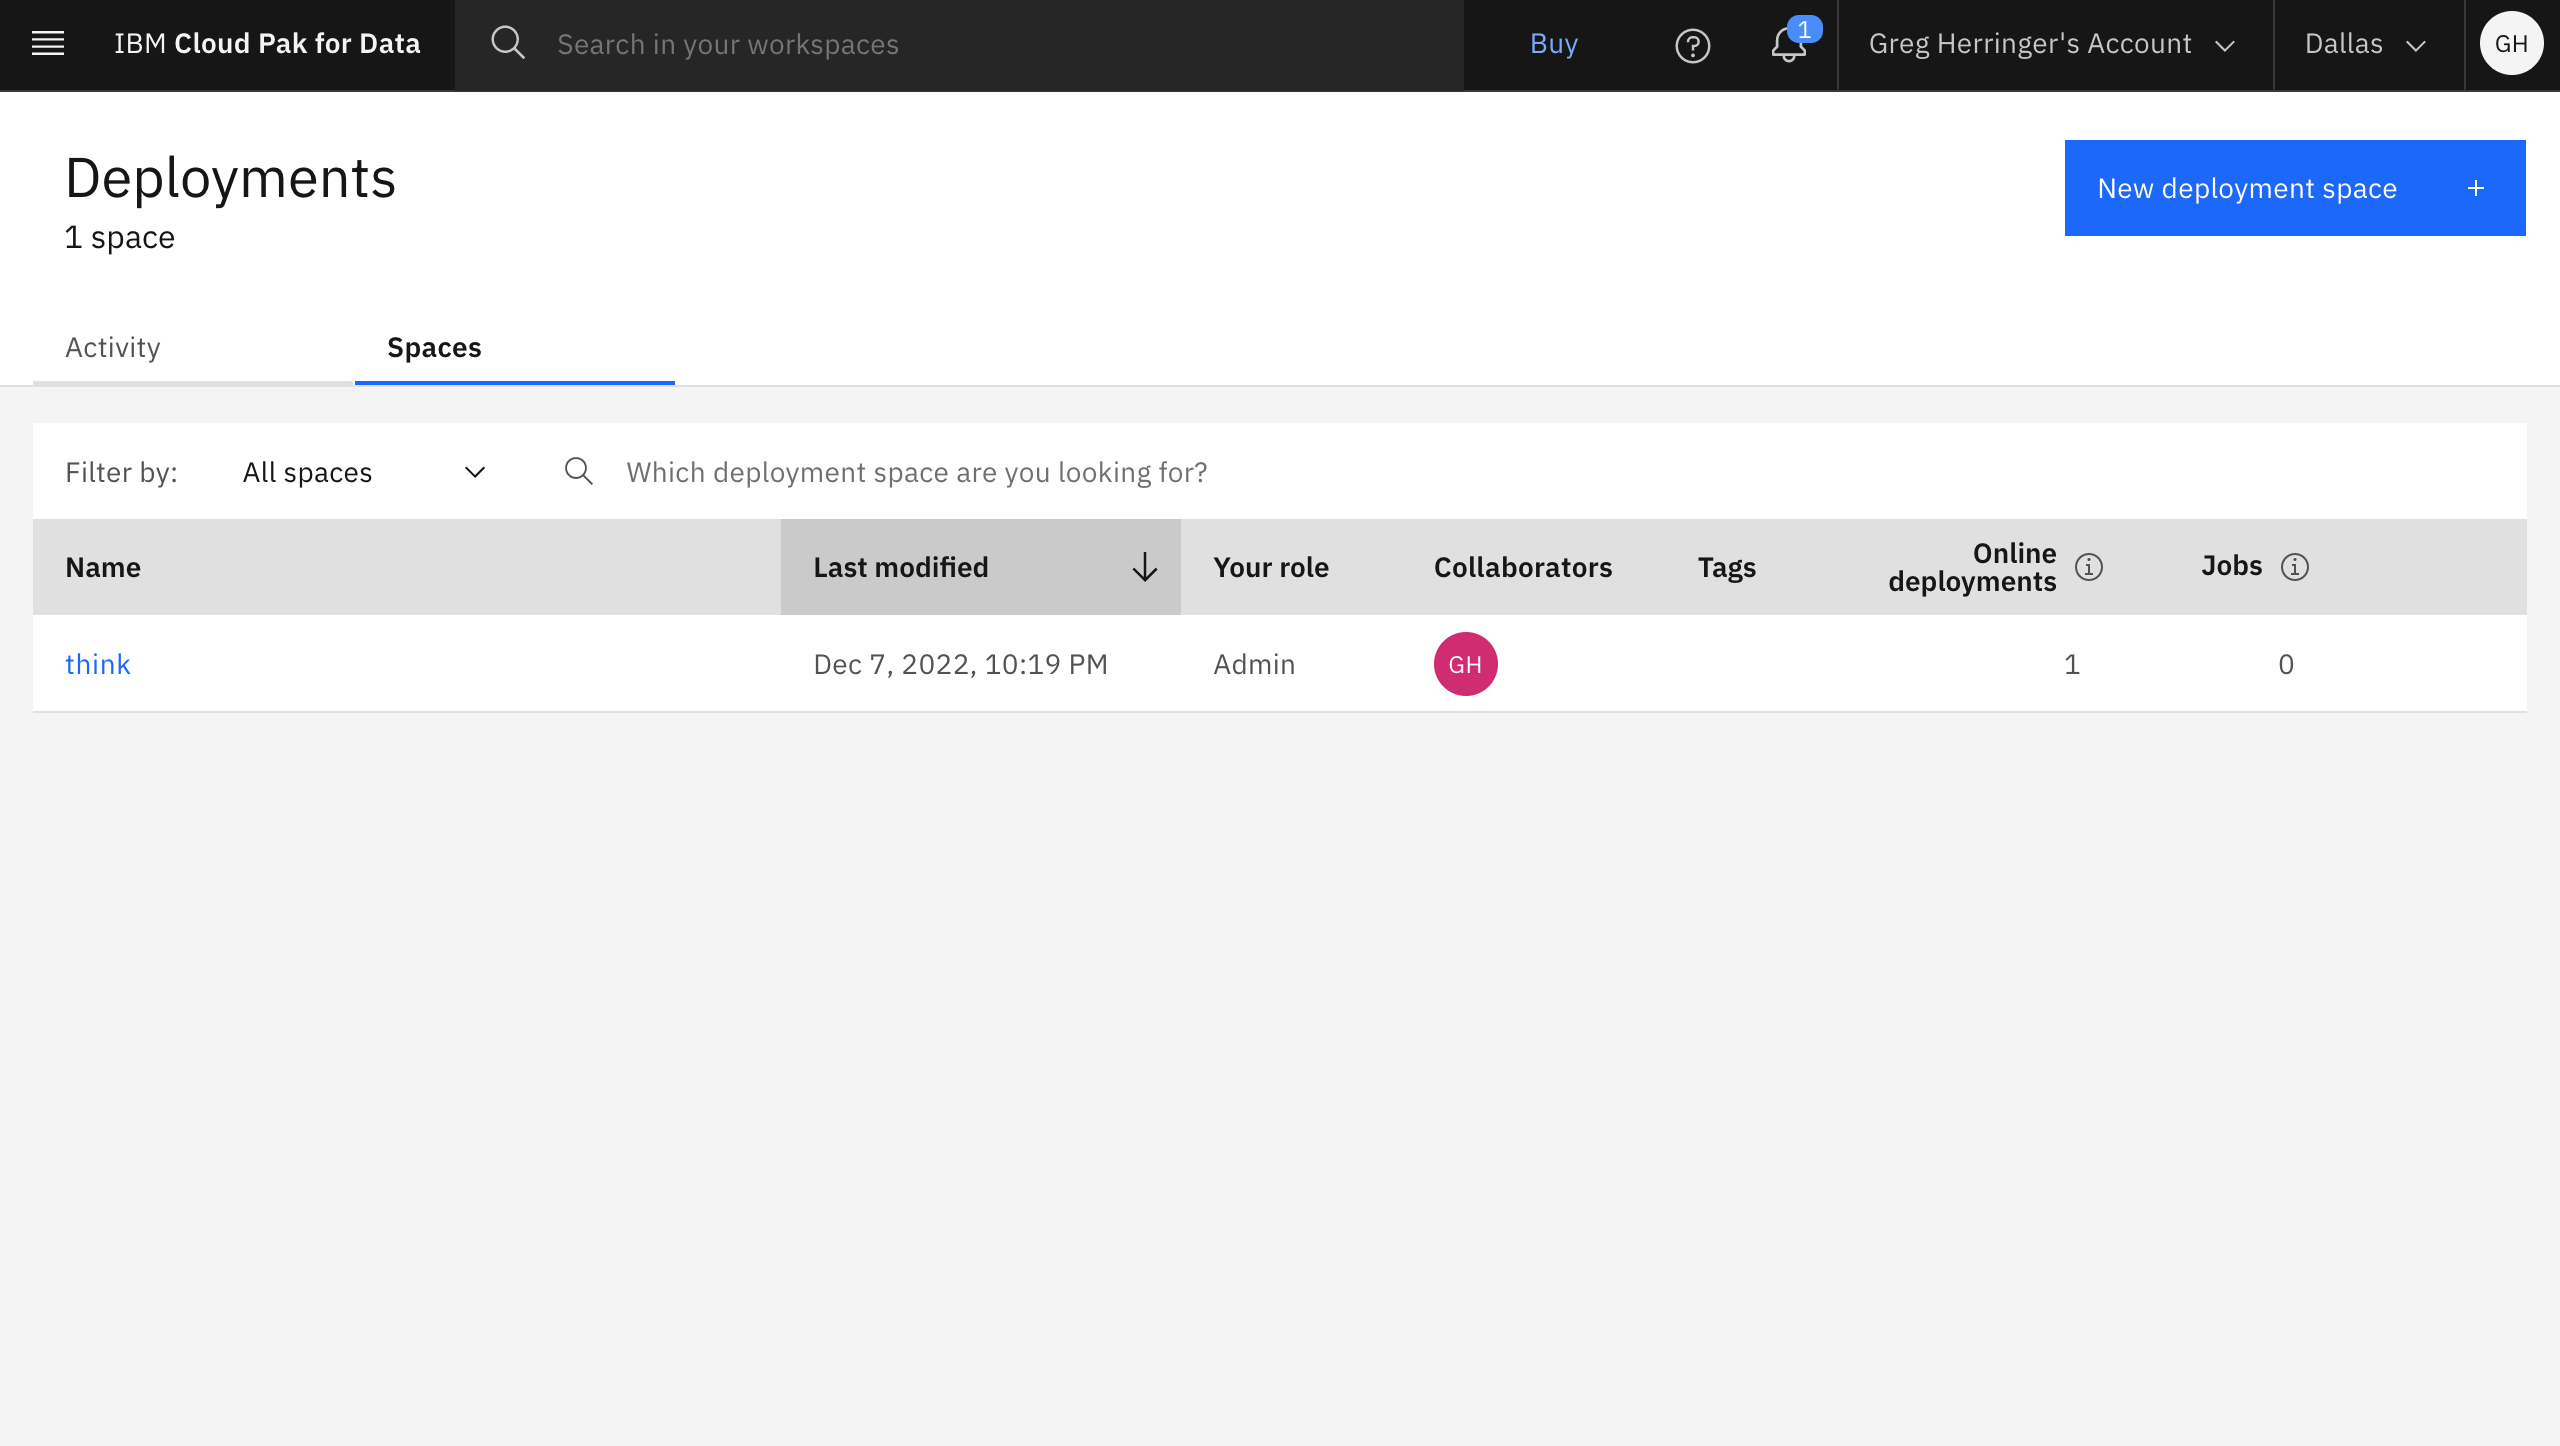 IBM Cloud Pak for Data
Search in your workspaces
Buy
1
Greg Herringer's Account
Dallas
GH
Deployments
1 space
New deployment space +
Activity
Spaces
Filter by:
All spaces
Which deployment space are you looking for?
Name
Last modified
Your role
Collaborators
Tags
Online
deployments
Jobs
think
Dec 7, 2022, 10:19 PM
Admin
GH
1
0